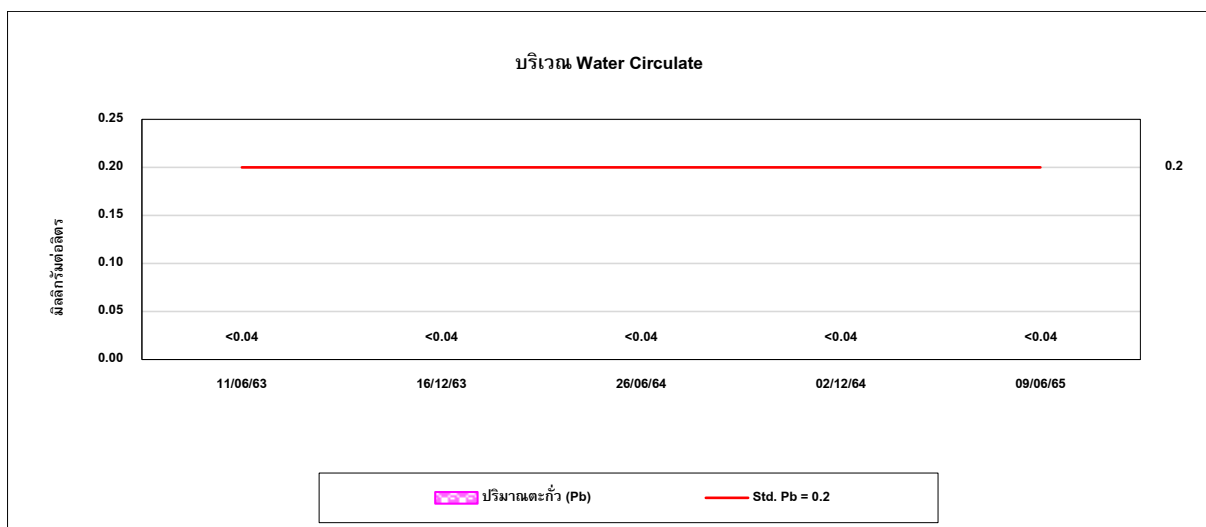 บริเวณ Water Circulate
0.25
0.20
0.2
0.15
0.10
0.05
0.00
มิลลิกรัมต่อลิตร
<0.04 <0.04 <0.04 <0.04 <0.04
11/06/63 16/12/63 26/06/64 02/12/64 09/06/65
ปริมาณตะกั่ว (Pb) Std. Pb = 0.2